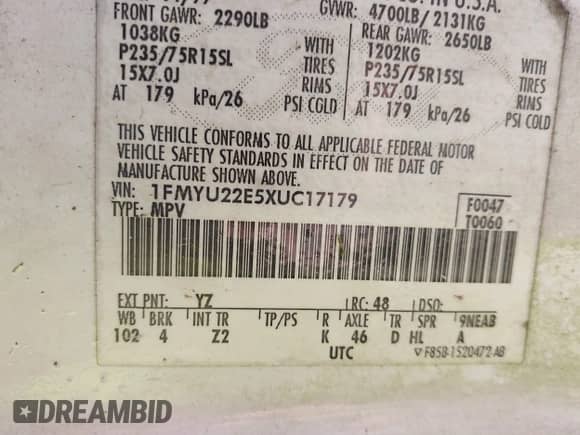 FRONT GAWR: 2290LB
1038KG WITH
P235/75R15SL TIRES
15X7.0J RIMS
AT 179 kPa/26 PSI COLD
GVWR: 4700LB/ 2131KG
REAR GAWR: 2650LB
1202KG WITH
P235/75R15SL TIRES
15X7.0J RIMS
AT 179 kPa/26 PSI COLD
THIS VEHICLE CONFORMS TO ALL APPLICABLE FEDERAL MOTOR
VEHICLE SAFETY STANDARDS IN EFFECT ON THE DATE OF
MANUFACTURE SHOWN ABOVE.
VIN: 1FMYU22E5XUC17179
TYPE: MPV
F0047
T0060
EXT PNT: YZ RC: 48 DSO:
WB BRK INT TR TP/PS R AXLE TR SPR 9NEAB
102 4 Z2 K 46 D HL A
UTC
F85B-1520472-AB
DREAMBID